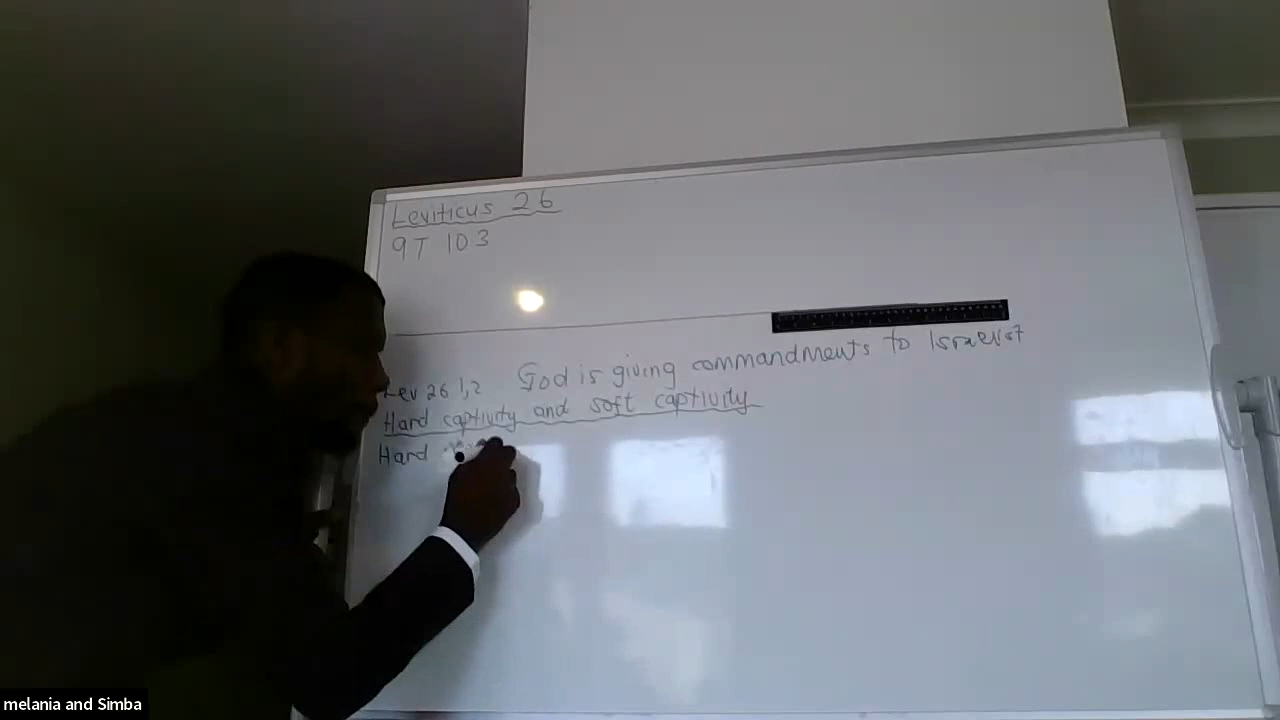 Leviticus 26
9T 103
Lev 26 1,2 God is giving commandments to
Hard captivity and soft captivity
Hard
melania and Simba